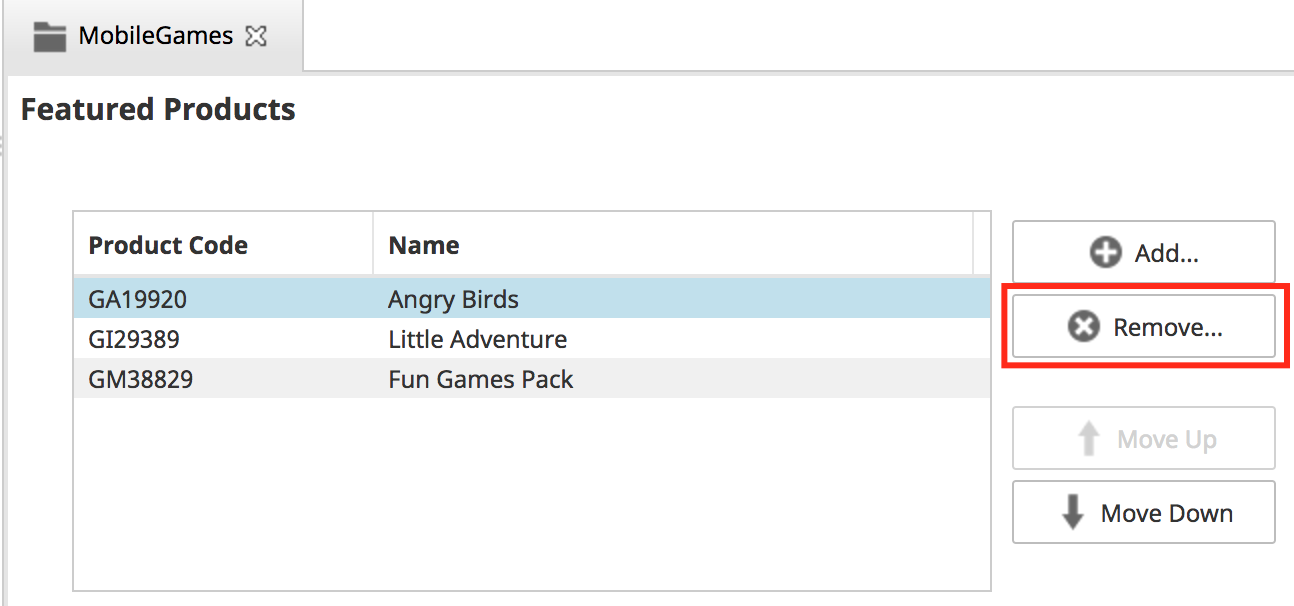 MobileGames
Featured Products
Product Code Name
GA19920 Angry Birds
GI29389 Little Adventure
GM38829 Fun Games Pack
Add...
Remove...
Move Up
Move Down